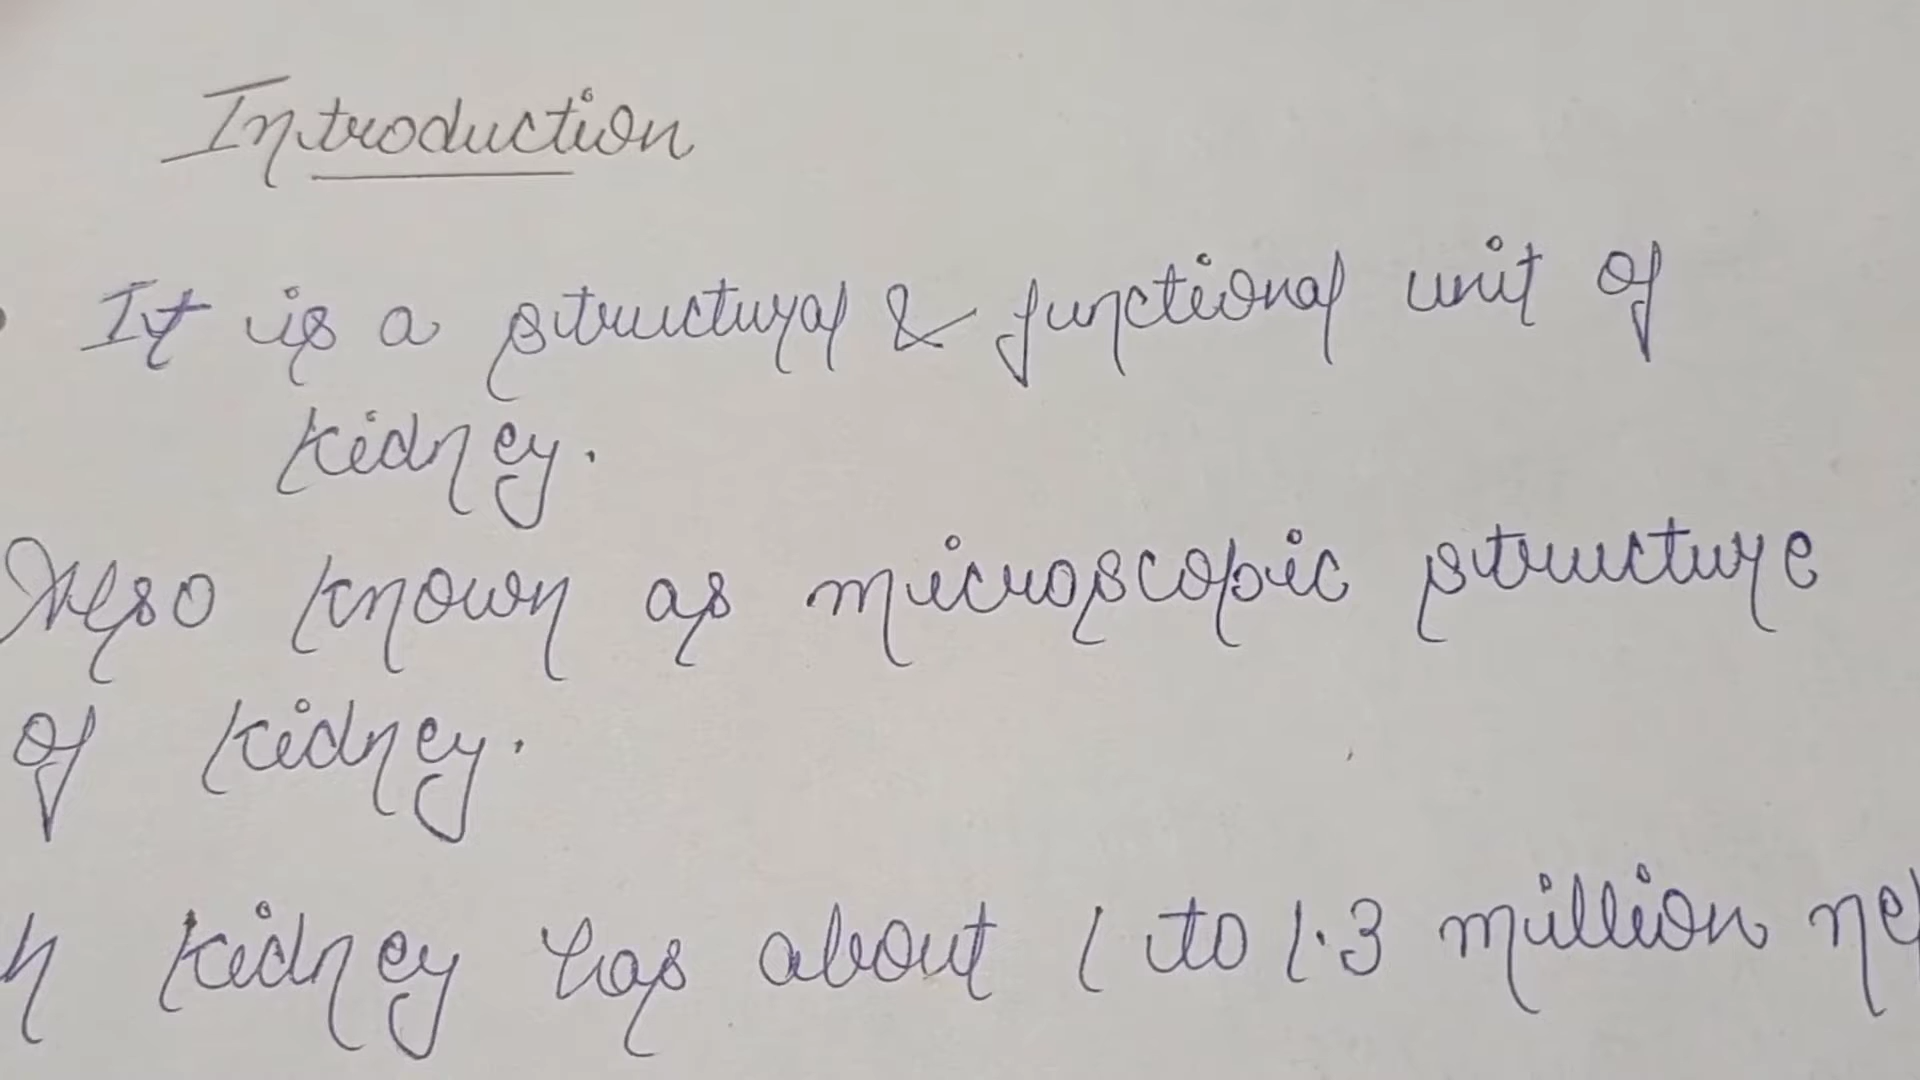 Introduction
It is a structural & functional unit of
kidney.
Also known as microscopic structure
of kidney.
h kidney has about 1 to 1.3 million ne